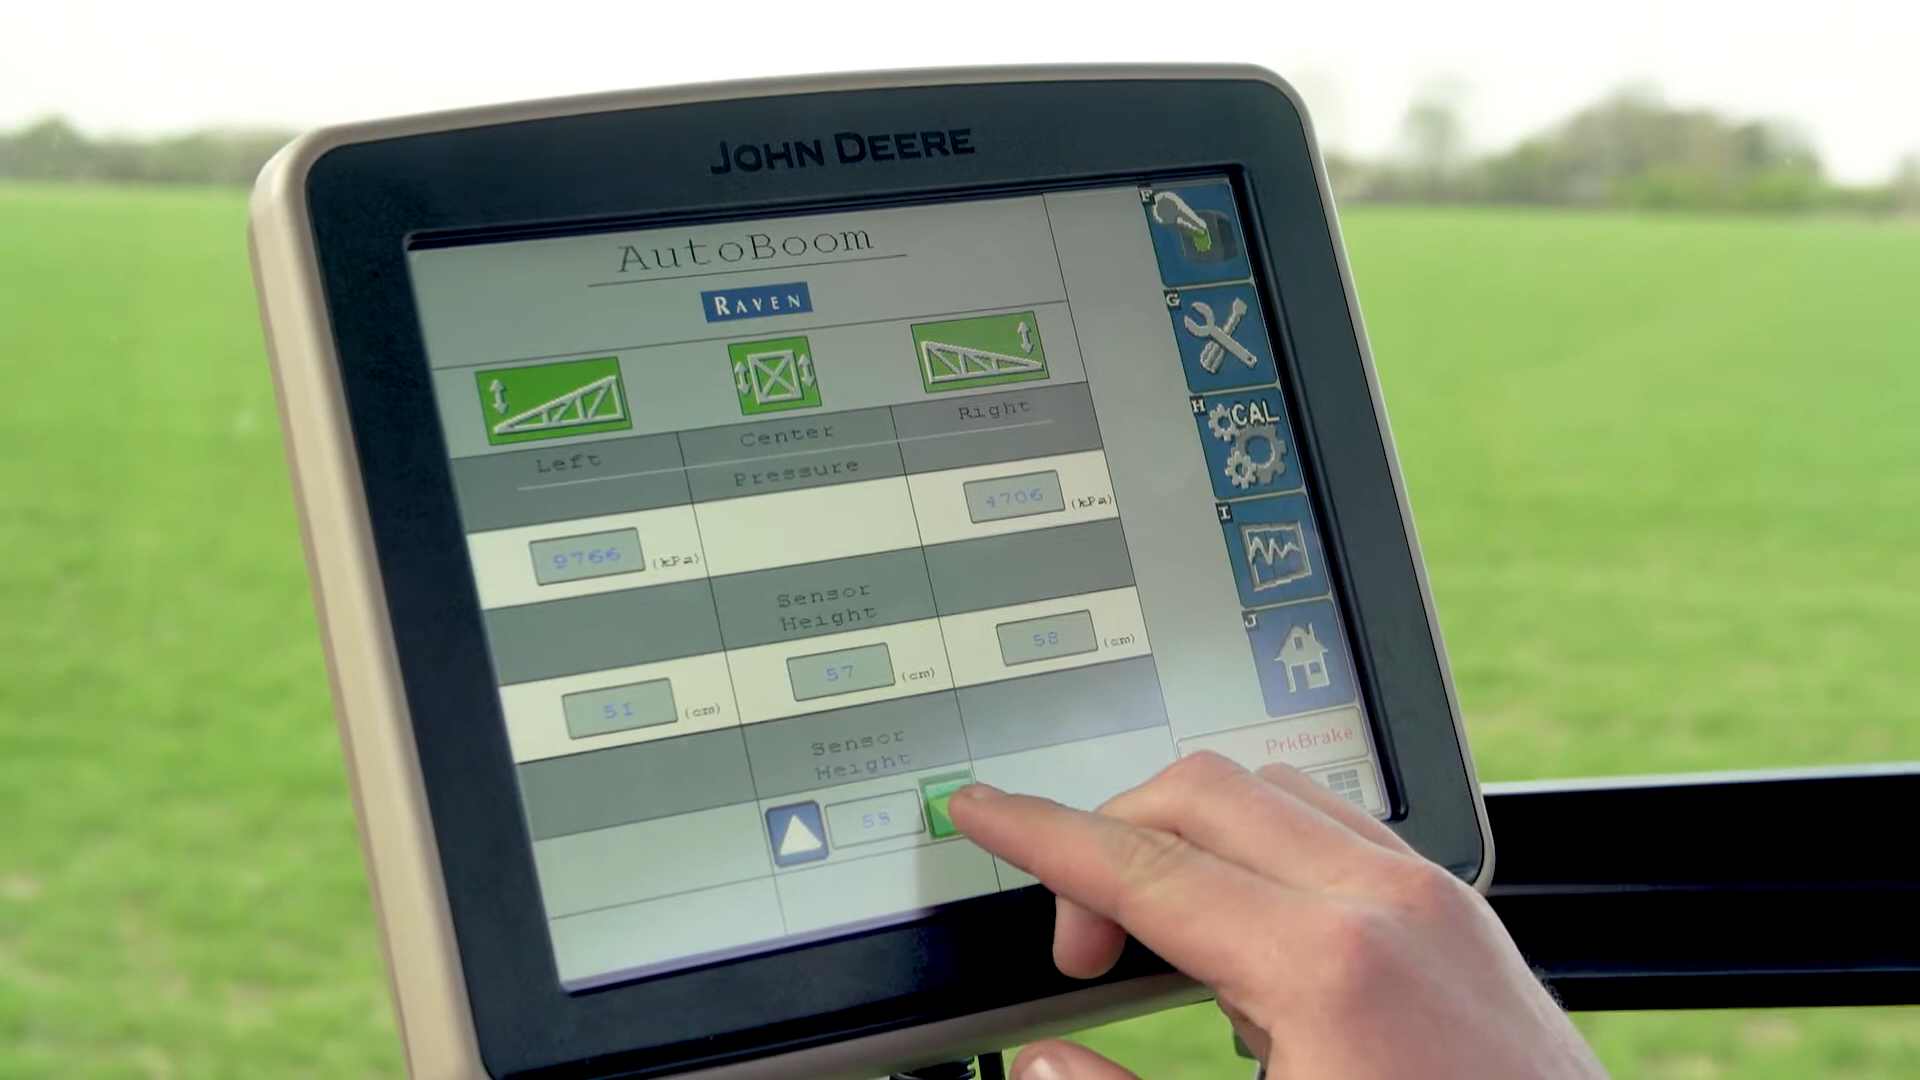 JOHN DEERE
AutoBoom
RAVEN
Left
Center
Right
Pressure
9766 (kPa)
4706 (kPa)
Sensor
Height
51 (cm)
57 (cm)
58 (cm)
Sensor
Height
F
G
H
CAL
I
J
PrkBrake